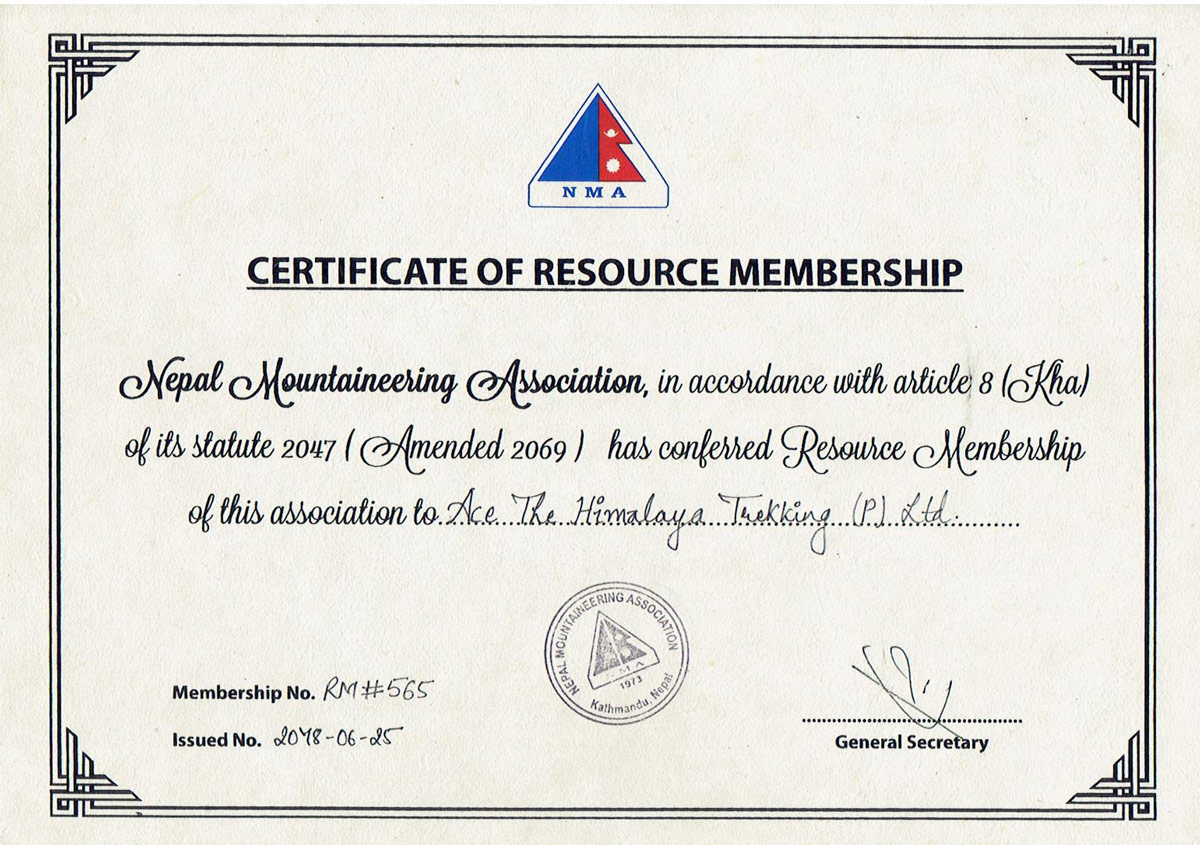 NMA
CERTIFICATE OF RESOURCE MEMBERSHIP
Nepal Mountaineering Association, in accordance with article 8 (Kha)
of its statute 2047 ( Amended 2069 ) has conferred Resource Membership
of this association to Ace The Himalaya Trekking (P) Ltd.
NEPAL MOUNTAINEERING ASSOCIATION
NMA
1973
Kathmandu, Nepal
Membership No. RM#565
Issued No. 2078-06-25
General Secretary